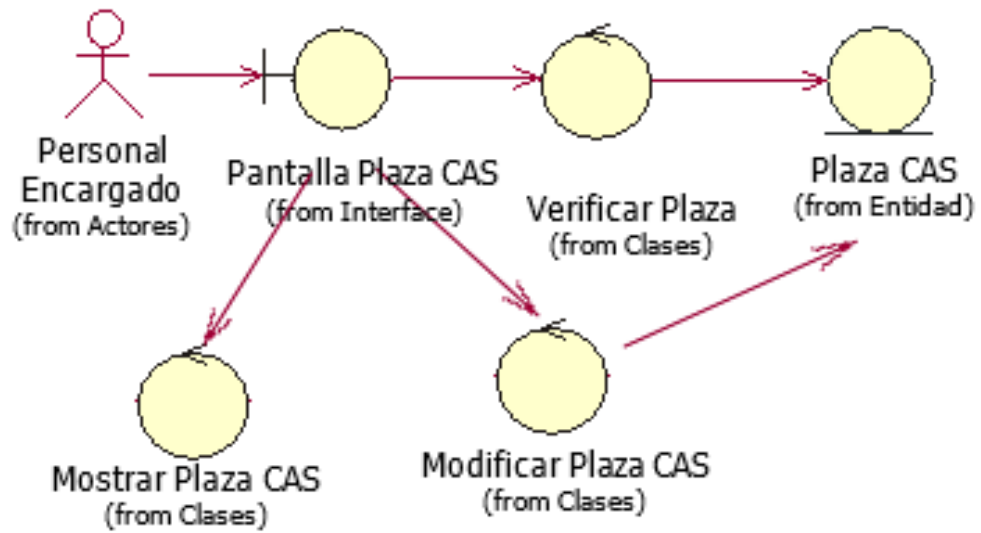 Personal
Encargado
(from Actores)
Pantalla Plaza CAS
(from Interface)
Verificar Plaza
(from Clases)
Plaza CAS
(from Entidad)
Mostrar Plaza CAS
(from Clases)
Modificar Plaza CAS
(from Clases)